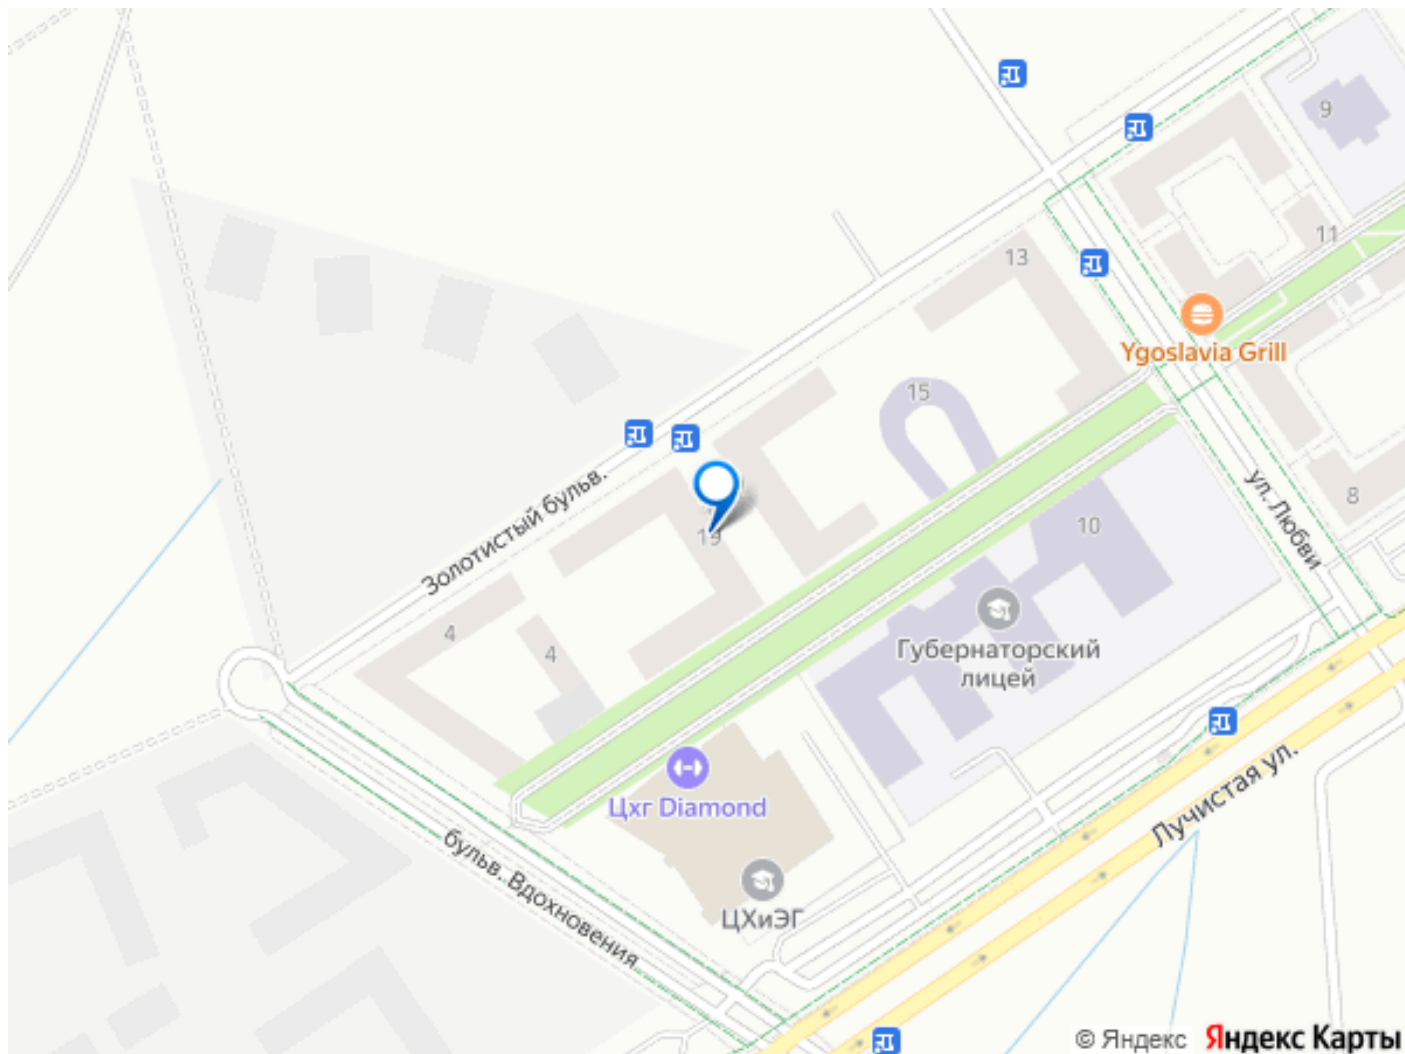 9
11
13
Ygoslavia Grill
15
ул. Любви
8
Золотистый бульв.
19
10
4
4
Губернаторский
лицей
Цхг Diamond
Лучистая ул.
бульв. Вдохновения
ЦХиЭГ
© Яндекс Яндекс Карты